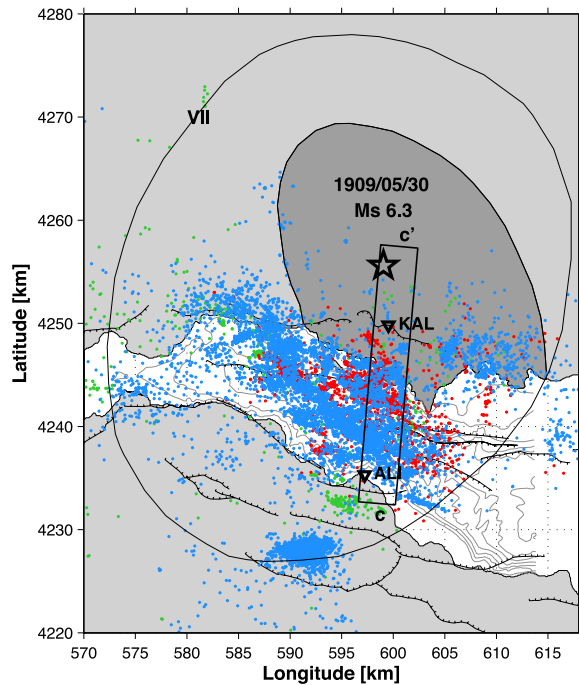 4280
4270
4260
4250
4240
4230
4220
Latitude [km]
VII
1909/05/30
Ms 6.3
c'
KAL
ALI
c
570 575 580 585 590 595 600 605 610 615
Longitude [km]